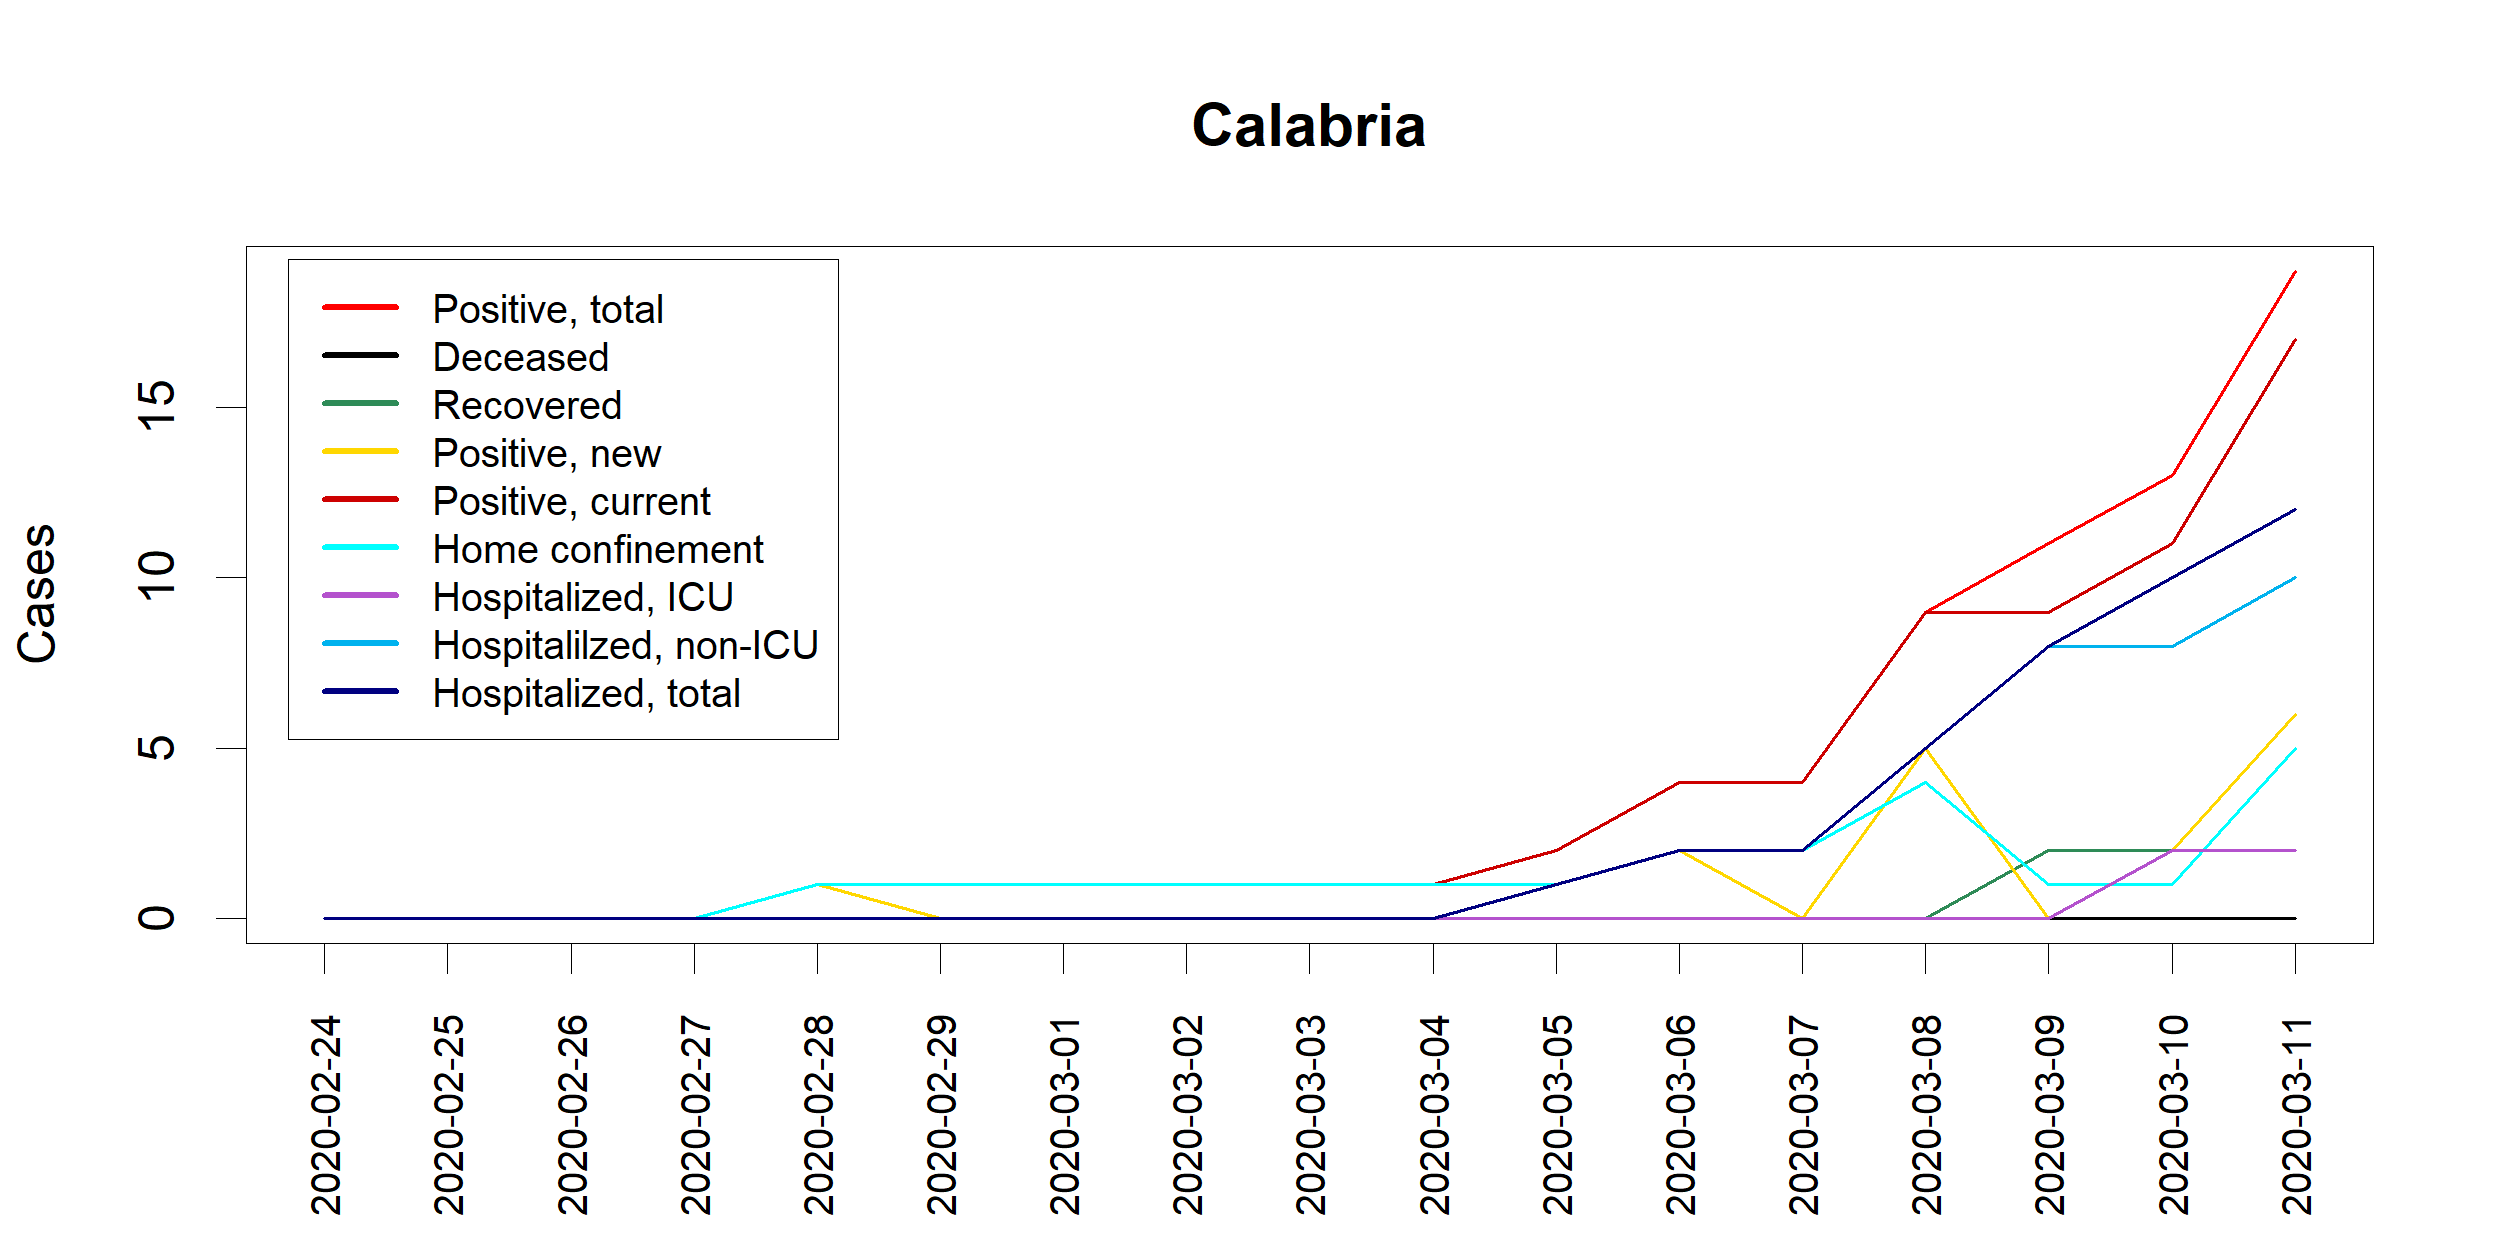 Calabria
Positive, total
Deceased
Recovered
Positive, new
Positive, current
Home confinement
Hospitalized, ICU
Hospitalilzed, non-ICU
Hospitalized, total
Cases
15
10
5
0
2020-02-24
2020-02-25
2020-02-26
2020-02-27
2020-02-28
2020-02-29
2020-03-01
2020-03-02
2020-03-03
2020-03-04
2020-03-05
2020-03-06
2020-03-07
2020-03-08
2020-03-09
2020-03-10
2020-03-11